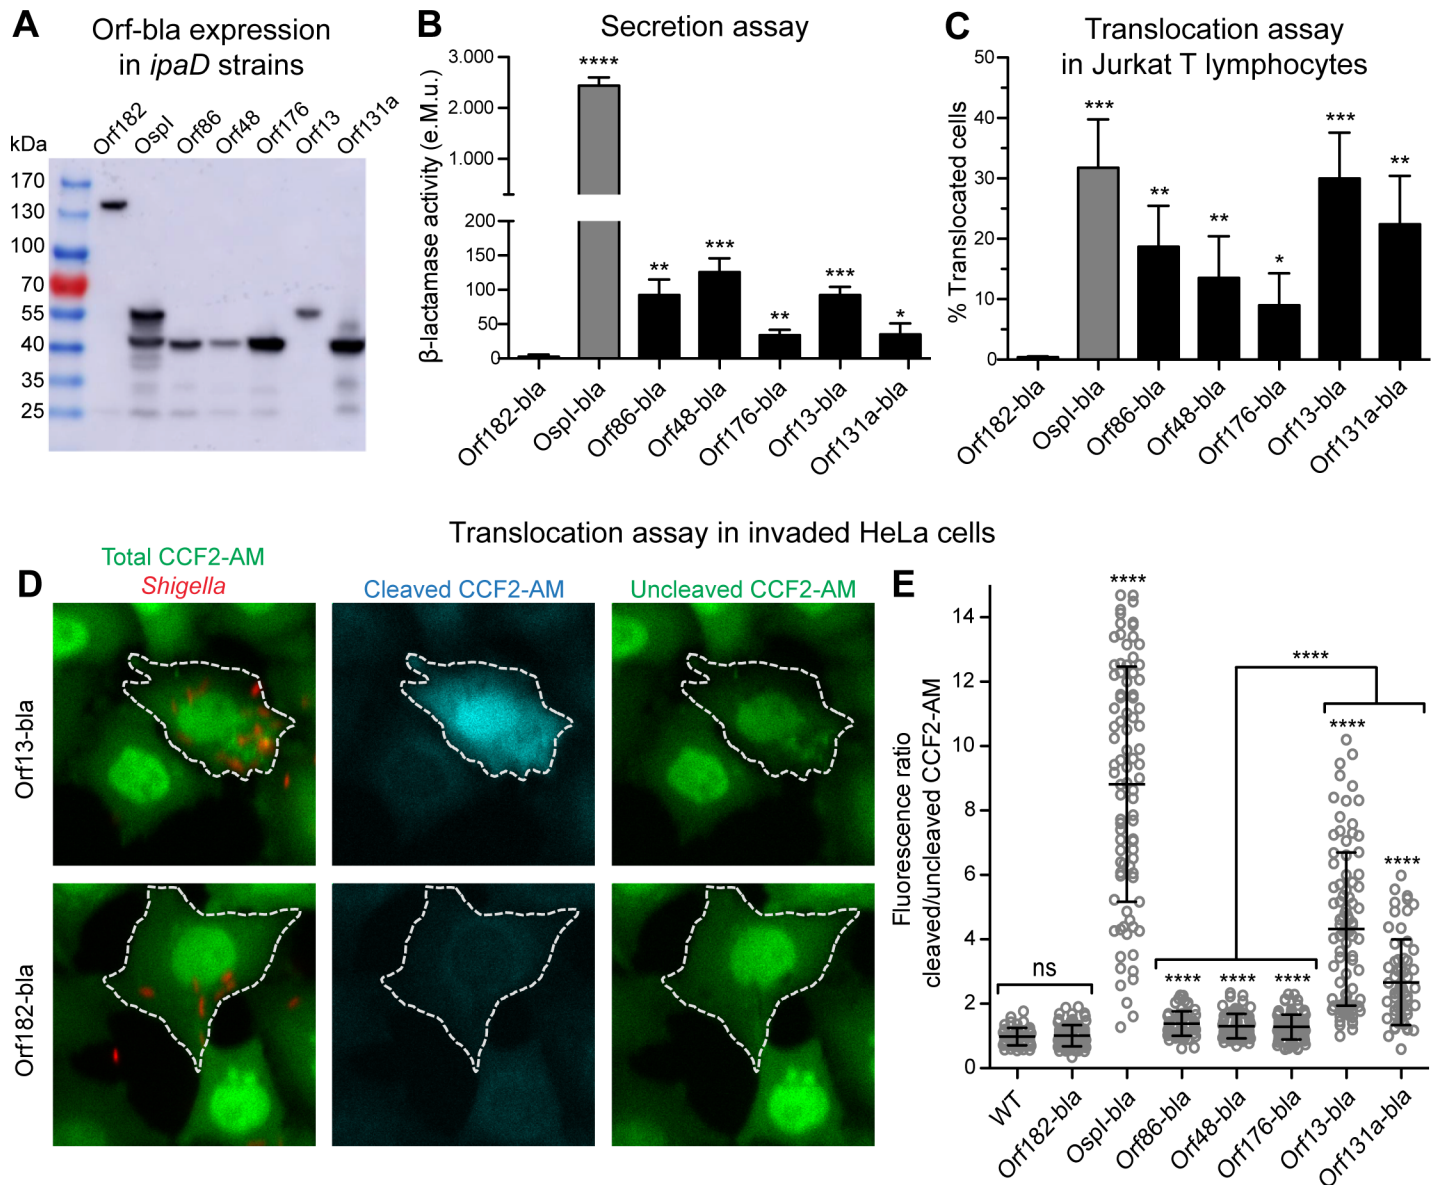 A
Orf-bla expression
in ipaD strains
kDa
Orf182
OspI
Orf86
Orf48
Orf176
Orf13
Orf131a
170
130
100
70
55
40
35
25
B
Secretion assay
β-lactamase activity (e.M.u.)
3.000
2.000
1.000
200
150
100
50
0
****
**
***
**
***
*
Orf182-bla
OspI-bla
Orf86-bla
Orf48-bla
Orf176-bla
Orf13-bla
Orf131a-bla
C
Translocation assay
in Jurkat T lymphocytes
% Translocated cells
50
40
30
20
10
0
***
**
**
*
***
**
Orf182-bla
OspI-bla
Orf86-bla
Orf48-bla
Orf176-bla
Orf13-bla
Orf131a-bla
Translocation assay in invaded HeLa cells
D
Total CCF2-AM
Shigella
Cleaved CCF2-AM
Uncleaved CCF2-AM
Orf13-bla
Orf182-bla
E
Fluorescence ratio
cleaved/uncleaved CCF2-AM
14
12
10
8
6
4
2
0
ns
****
****
****
****
****
****
****
WT
Orf182-bla
OspI-bla
Orf86-bla
Orf48-bla
Orf176-bla
Orf13-bla
Orf131a-bla